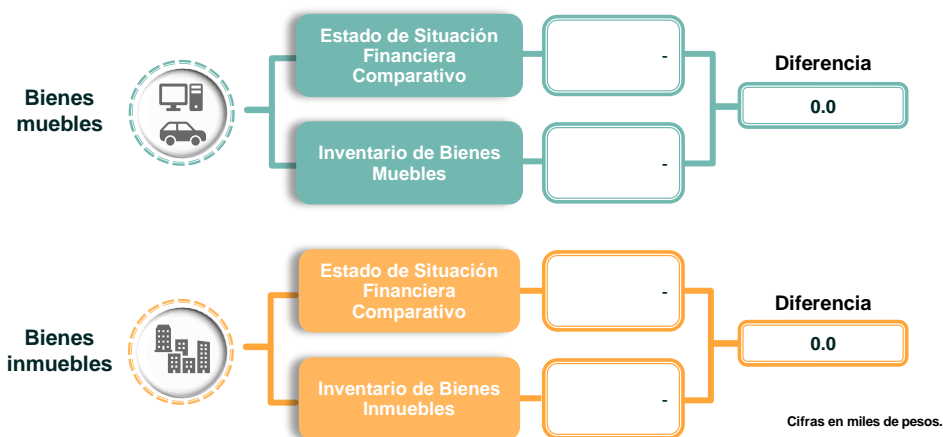 Bienes
muebles
Estado de Situación
Financiera
Comparativo
-
Inventario de Bienes
Muebles
-
Diferencia
0.0
Bienes
inmuebles
Estado de Situación
Financiera
Comparativo
-
Inventario de Bienes
Inmuebles
-
Diferencia
0.0
Cifras en miles de pesos.